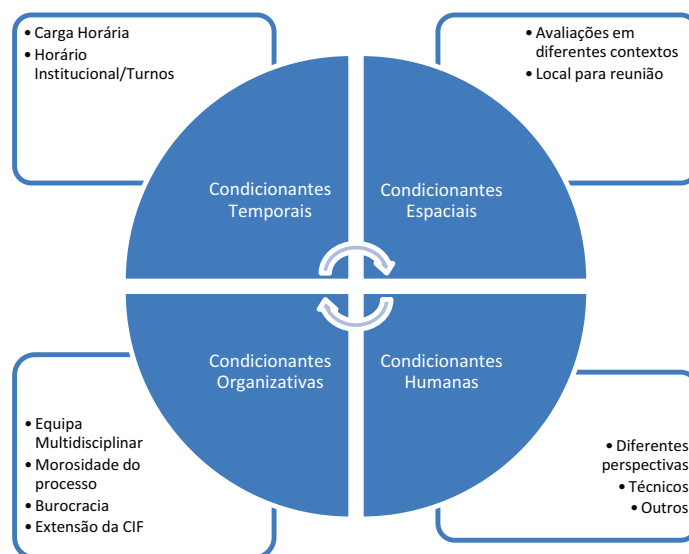 • Carga Horária
• Horário
Institucional/Turnos
• Avaliações em
diferentes contextos
• Local para reunião
Condicionantes
Temporais
Condicionantes
Espaciais
Condicionantes
Organizativas
Condicionantes
Humanas
• Equipa
Multidisciplinar
• Morosidade do
processo
• Burocracia
• Extensão da CIF
• Diferentes
perspectivas
• Técnicos
• Outros